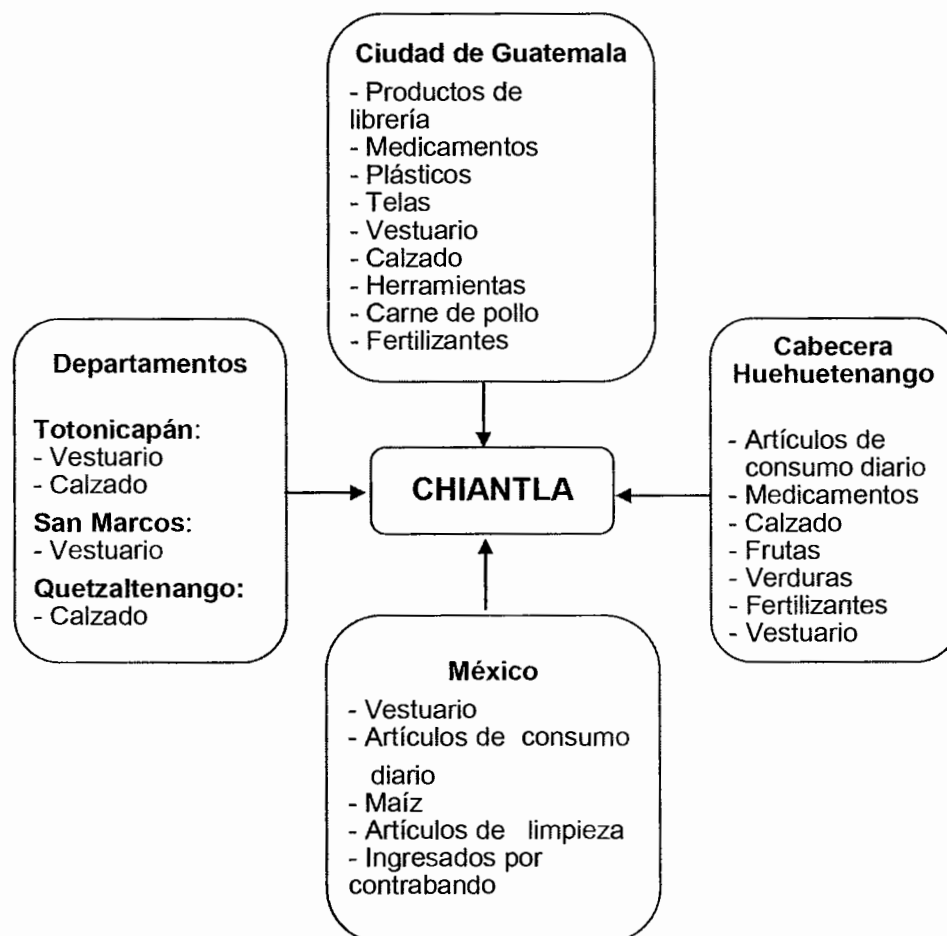 Ciudad de Guatemala
- Productos de
librería
- Medicamentos
- Plásticos
- Telas
- Vestuario
- Calzado
- Herramientas
- Carne de pollo
- Fertilizantes
Departamentos
Totonicapán:
- Vestuario
- Calzado
San Marcos:
- Vestuario
Quetzaltenango:
- Calzado
CHIANTLA
Cabecera
Huehuetenango
- Artículos de
consumo diario
- Medicamentos
- Calzado
- Frutas
- Verduras
- Fertilizantes
- Vestuario
México
- Vestuario
- Artículos de consumo
diario
- Maíz
- Artículos de limpieza
- Ingresados por
contrabando